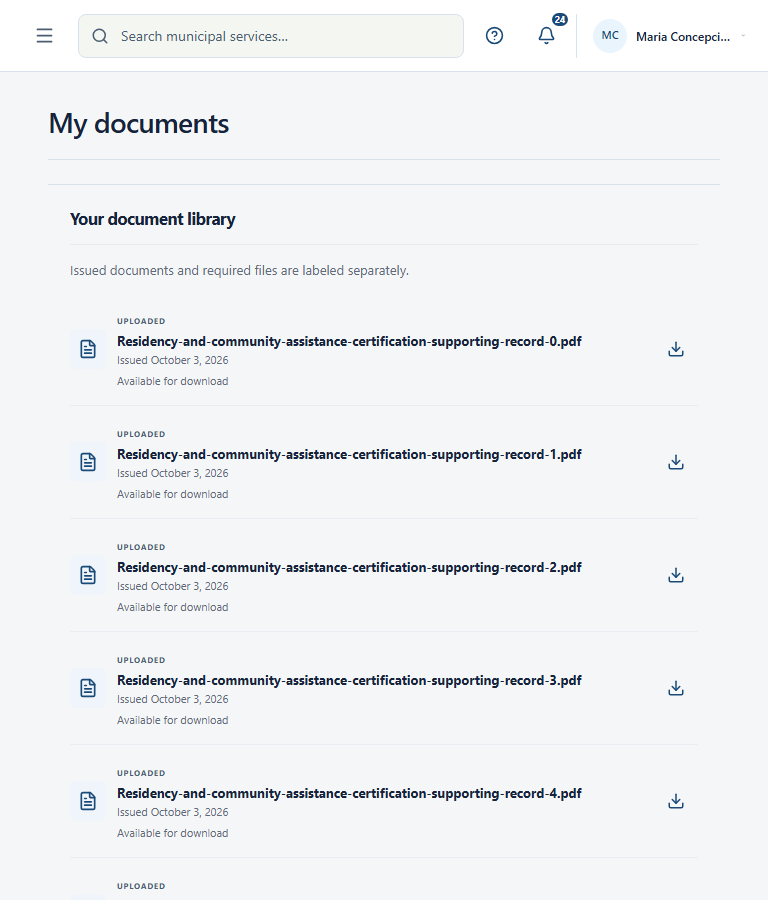 Search municipal services...
24
MC
Maria Concepci...
My documents
Your document library
Issued documents and required files are labeled separately.
UPLOADED
Residency-and-community-assistance-certification-supporting-record-0.pdf
Issued October 3, 2026
Available for download
UPLOADED
Residency-and-community-assistance-certification-supporting-record-1.pdf
Issued October 3, 2026
Available for download
UPLOADED
Residency-and-community-assistance-certification-supporting-record-2.pdf
Issued October 3, 2026
Available for download
UPLOADED
Residency-and-community-assistance-certification-supporting-record-3.pdf
Issued October 3, 2026
Available for download
UPLOADED
Residency-and-community-assistance-certification-supporting-record-4.pdf
Issued October 3, 2026
Available for download
UPLOADED